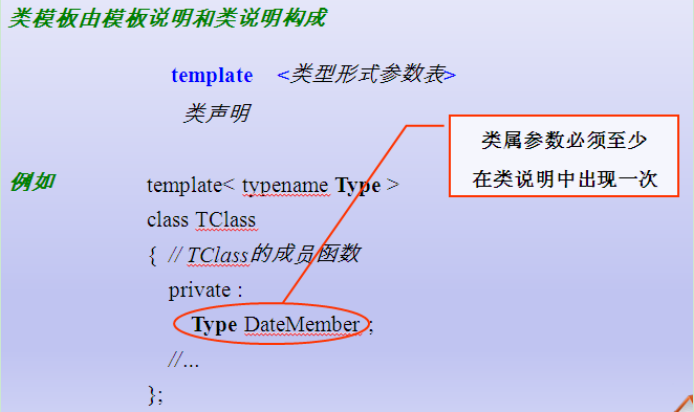 类模板由模板说明和类说明构成
template <类型形式参数表>
类声明
类属参数必须至少
在类说明中出现一次
例如
template< typename Type >
class TClass
{ // TClass的成员函数
private :
Type DateMember ;
//...
};